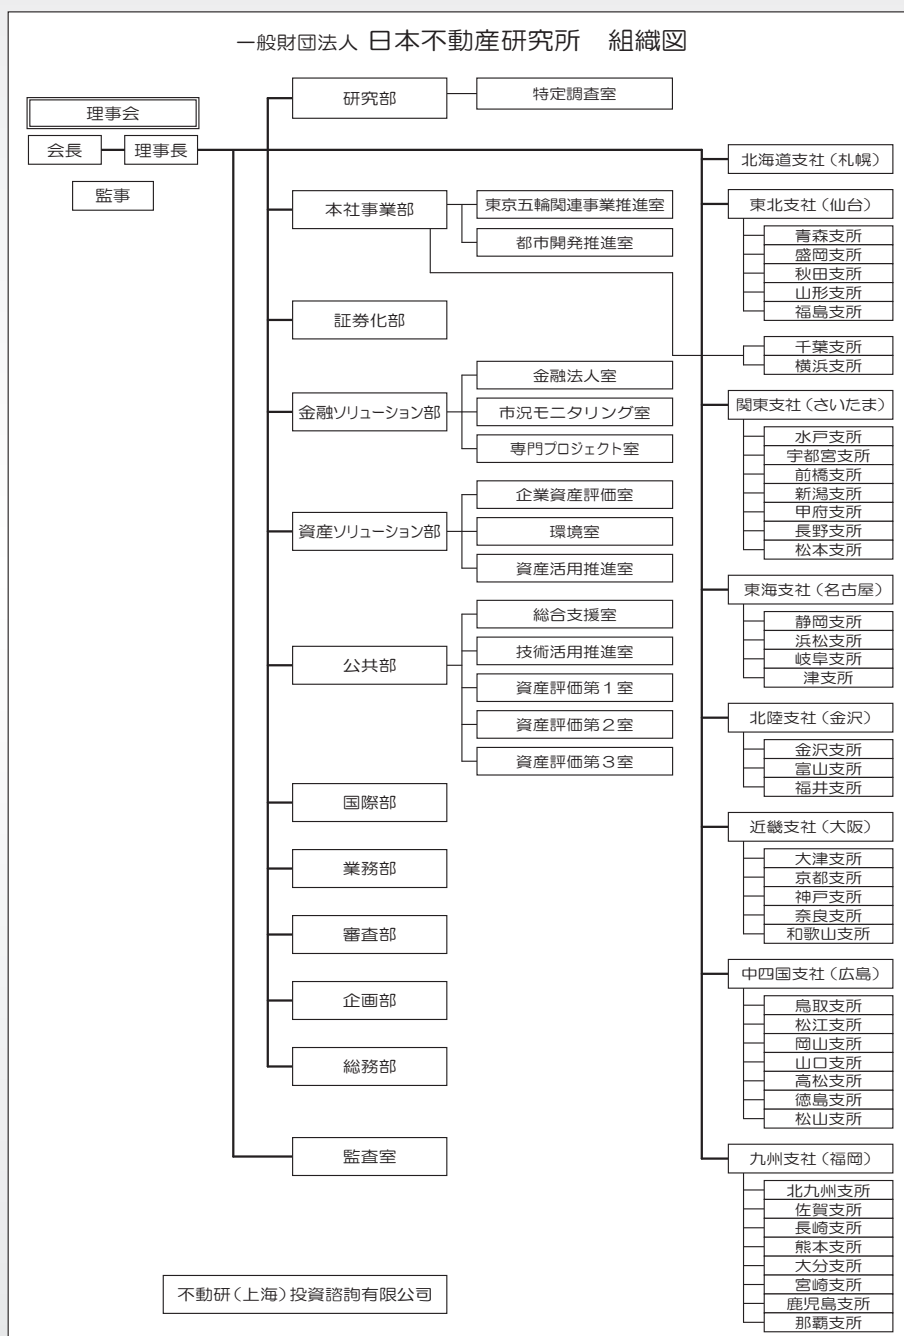 一般財団法人 日本不動産研究所　組織図
理事会
会長
理事長
監事
研究部
特定調査室
本社事業部
東京五輪関連事業推進室
都市開発推進室
証券化部
金融ソリューション部
金融法人室
市況モニタリング室
専門プロジェクト室
資産ソリューション部
企業資産評価室
環境室
資産活用推進室
公共部
総合支援室
技術活用推進室
資産評価第1室
資産評価第2室
資産評価第3室
国際部
業務部
審査部
企画部
総務部
監査室
不動研(上海)投資諮詢有限公司
北海道支社(札幌)
東北支社(仙台)
青森支所
盛岡支所
秋田支所
山形支所
福島支所
千葉支所
横浜支所
関東支社(さいたま)
水戸支所
宇都宮支所
前橋支所
新潟支所
甲府支所
長野支所
松本支所
東海支社(名古屋)
静岡支所
浜松支所
岐阜支所
津支所
北陸支社(金沢)
金沢支所
富山支所
福井支所
近畿支社(大阪)
大津支所
京都支所
神戸支所
奈良支所
和歌山支所
中四国支社(広島)
鳥取支所
松江支所
岡山支所
山口支所
高松支所
徳島支所
松山支所
九州支社(福岡)
北九州支所
佐賀支所
長崎支所
熊本支所
大分支所
宮崎支所
鹿児島支所
那覇支所